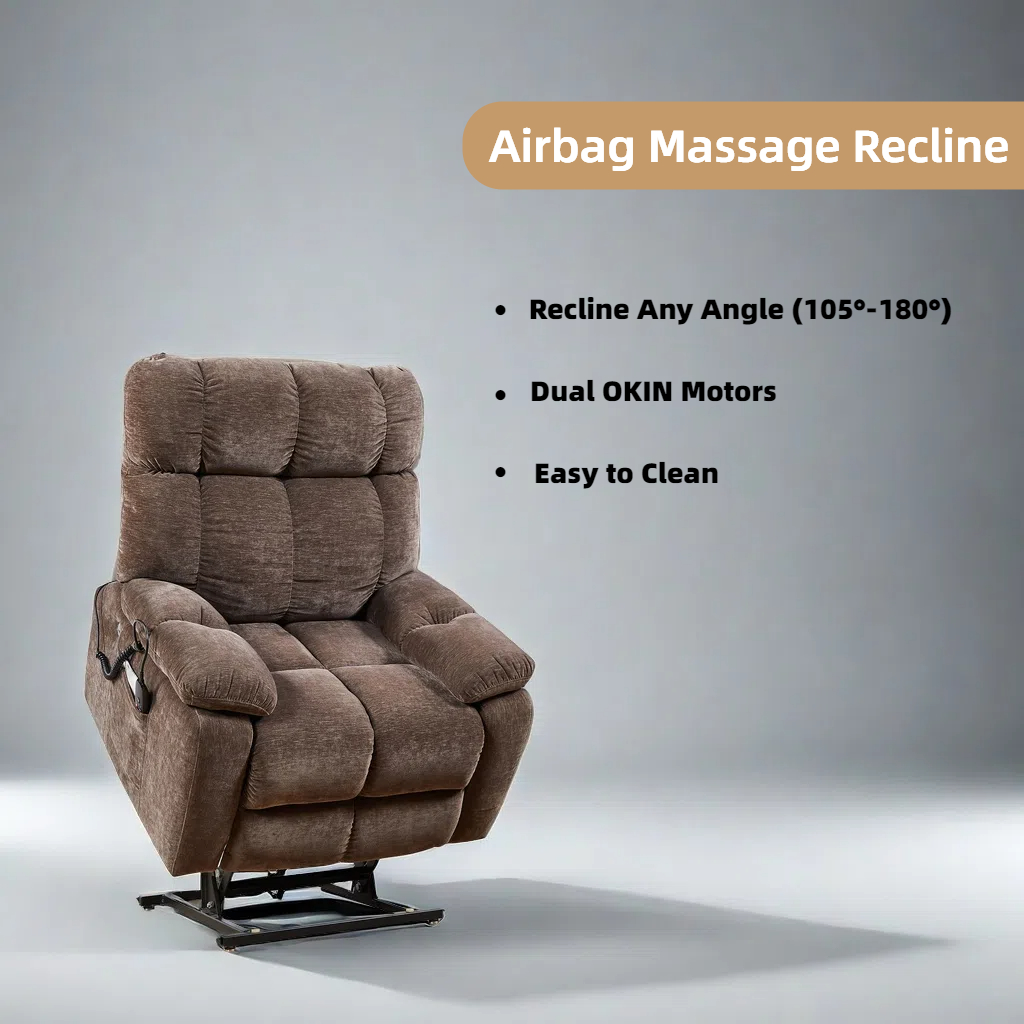 Airbag Massage Recline
• Recline Any Angle (105°-180°)
• Dual OKIN Motors
• Easy to Clean